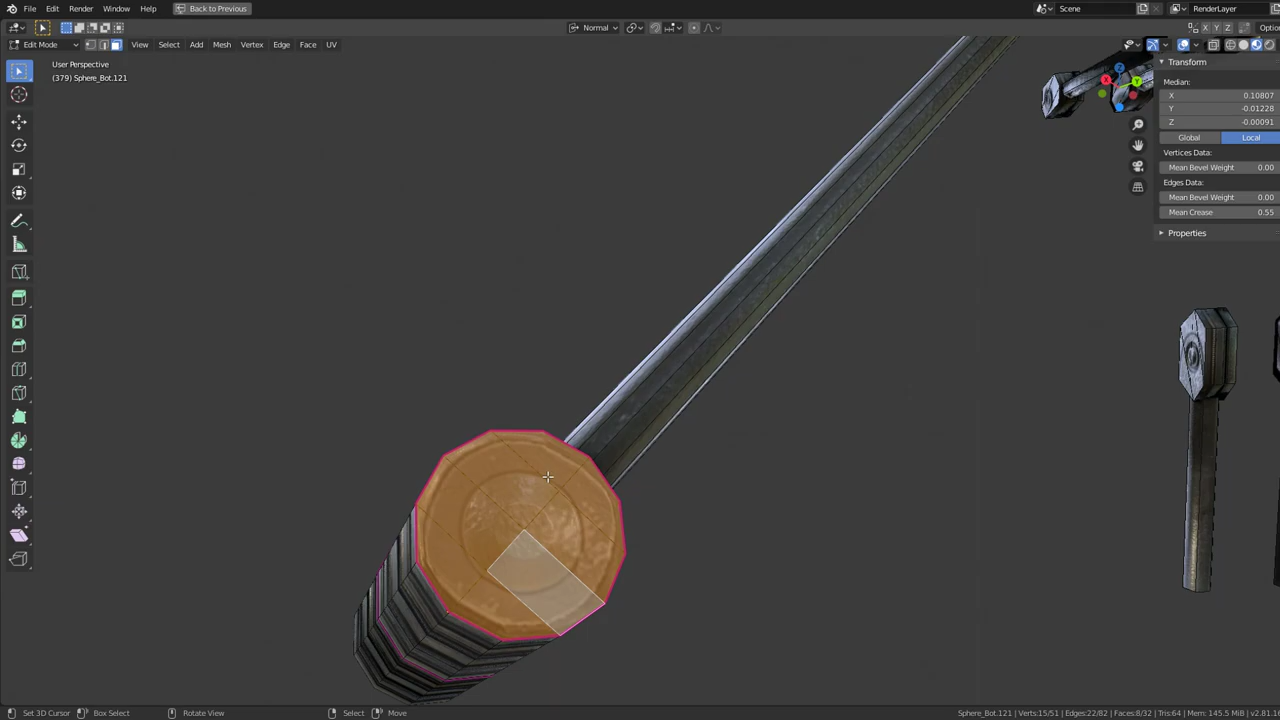 File Edit Render Window Help Back to Previous Scene RenderLayer
Normal
Edit Mode View Select Add Mesh Vertex Edge Face UV
User Perspective
(379) Sphere_Bot.121
Transform
Median:
X 0.10807
Y -0.01228
Z -0.00091
Global Local
Vertices Data:
Mean Bevel Weight 0.00
Edges Data:
Mean Bevel Weight 0.00
Mean Crease 0.55
Properties
X Y Z
X Y Z
Set 3D Cursor Box Select Rotate View Select Move Sphere_Bot.121 | Verts:15/51 | Edges:22/82 | Faces:8/32 | Tris:64 | Mem: 145.5 MiB | v2.81.16